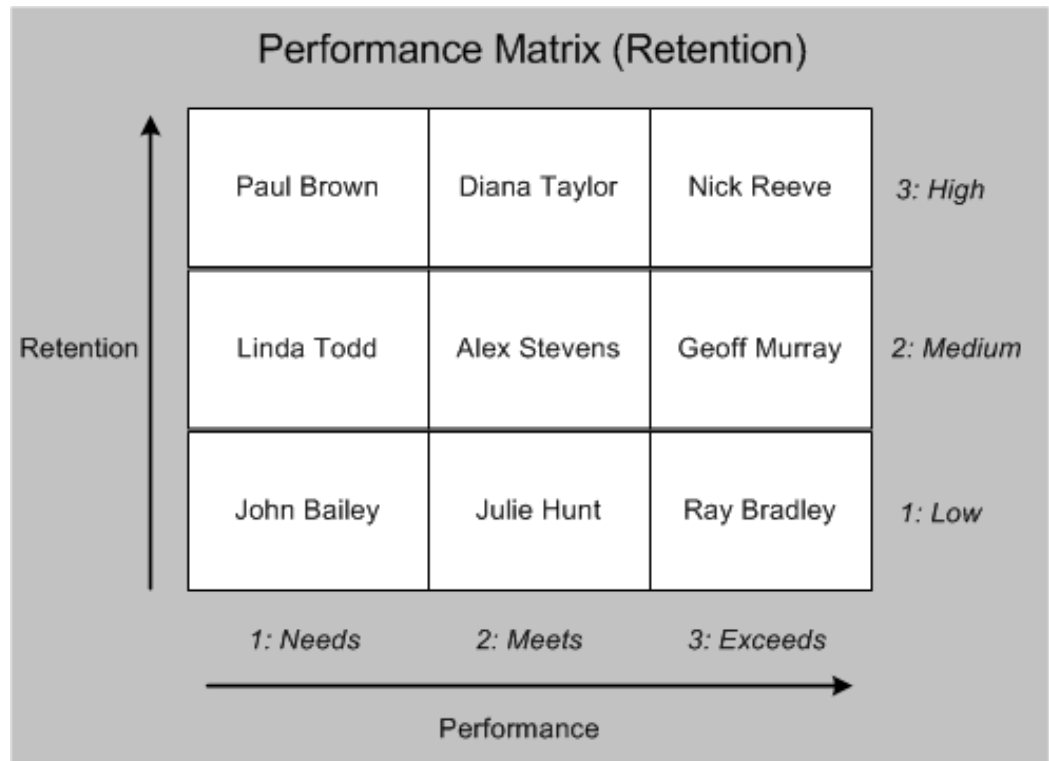 Performance Matrix (Retention)
Paul Brown Diana Taylor Nick Reeve 3: High
Retention Linda Todd Alex Stevens Geoff Murray 2: Medium
John Bailey Julie Hunt Ray Bradley 1: Low
1: Needs 2: Meets 3: Exceeds
Performance